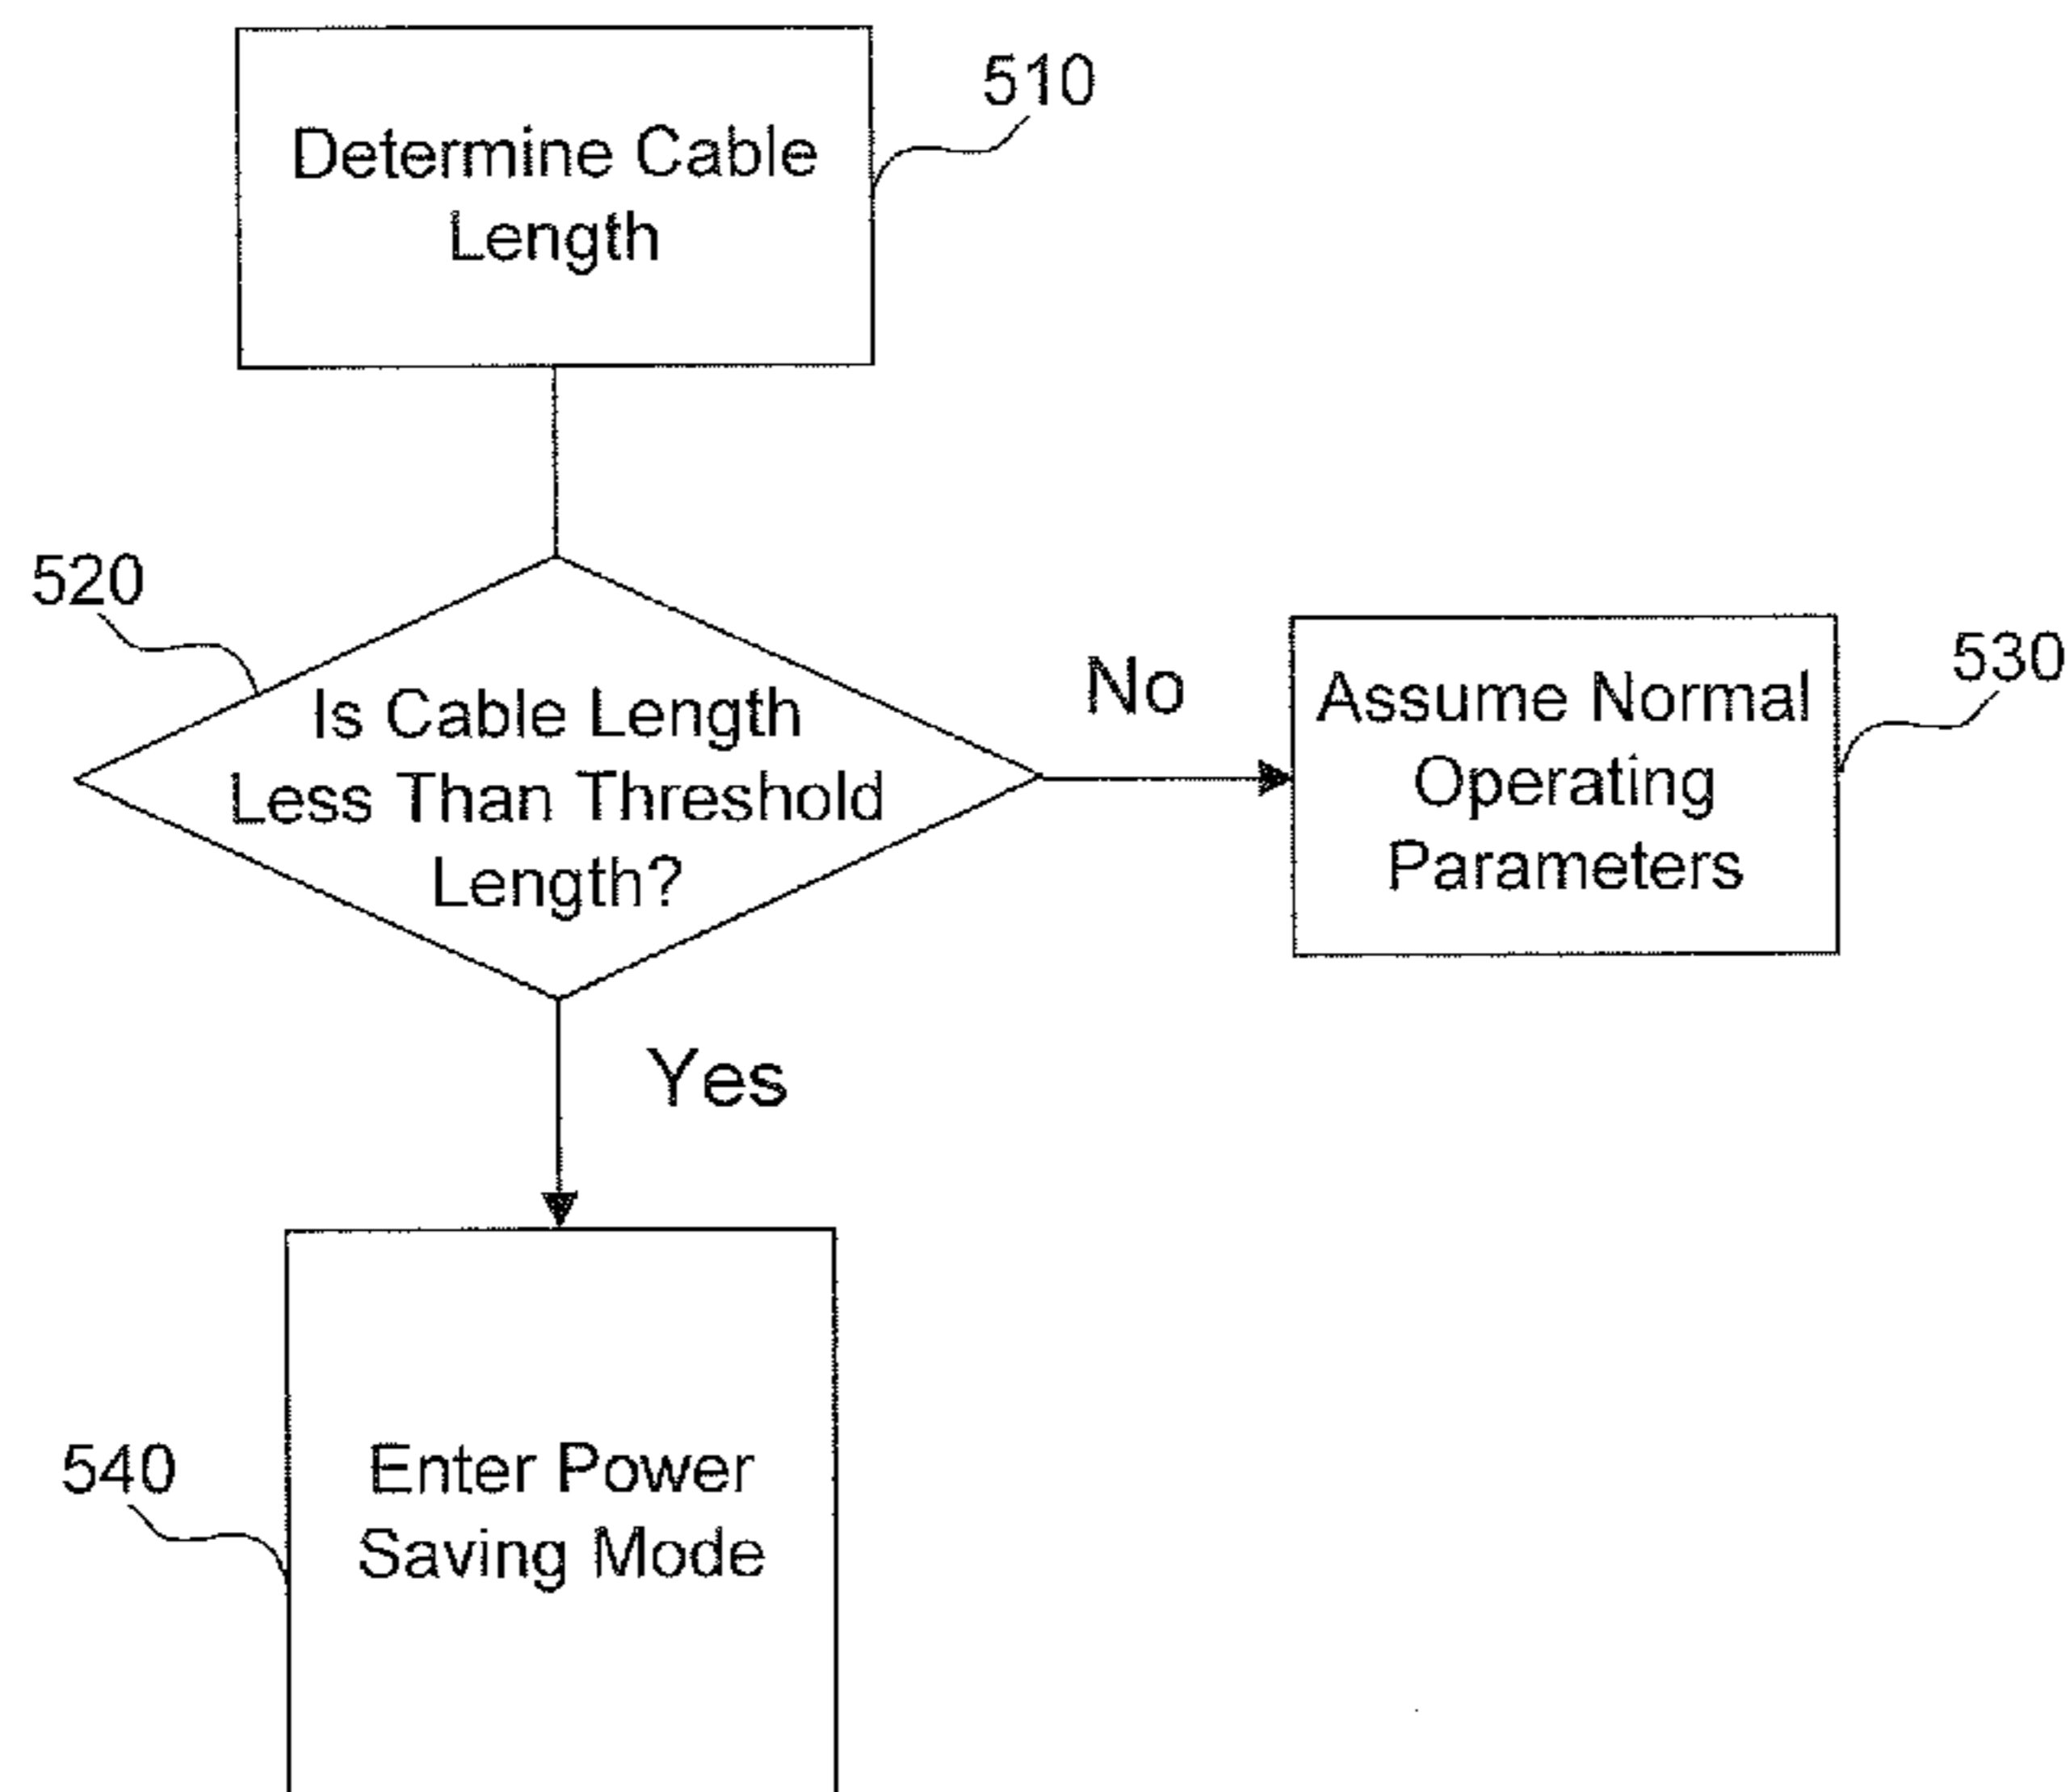 Determine Cable
Length
510
520
Is Cable Length
Less Than Threshold
Length?
No
Assume Normal
Operating
Parameters
530
Yes
540
Enter Power
Saving Mode